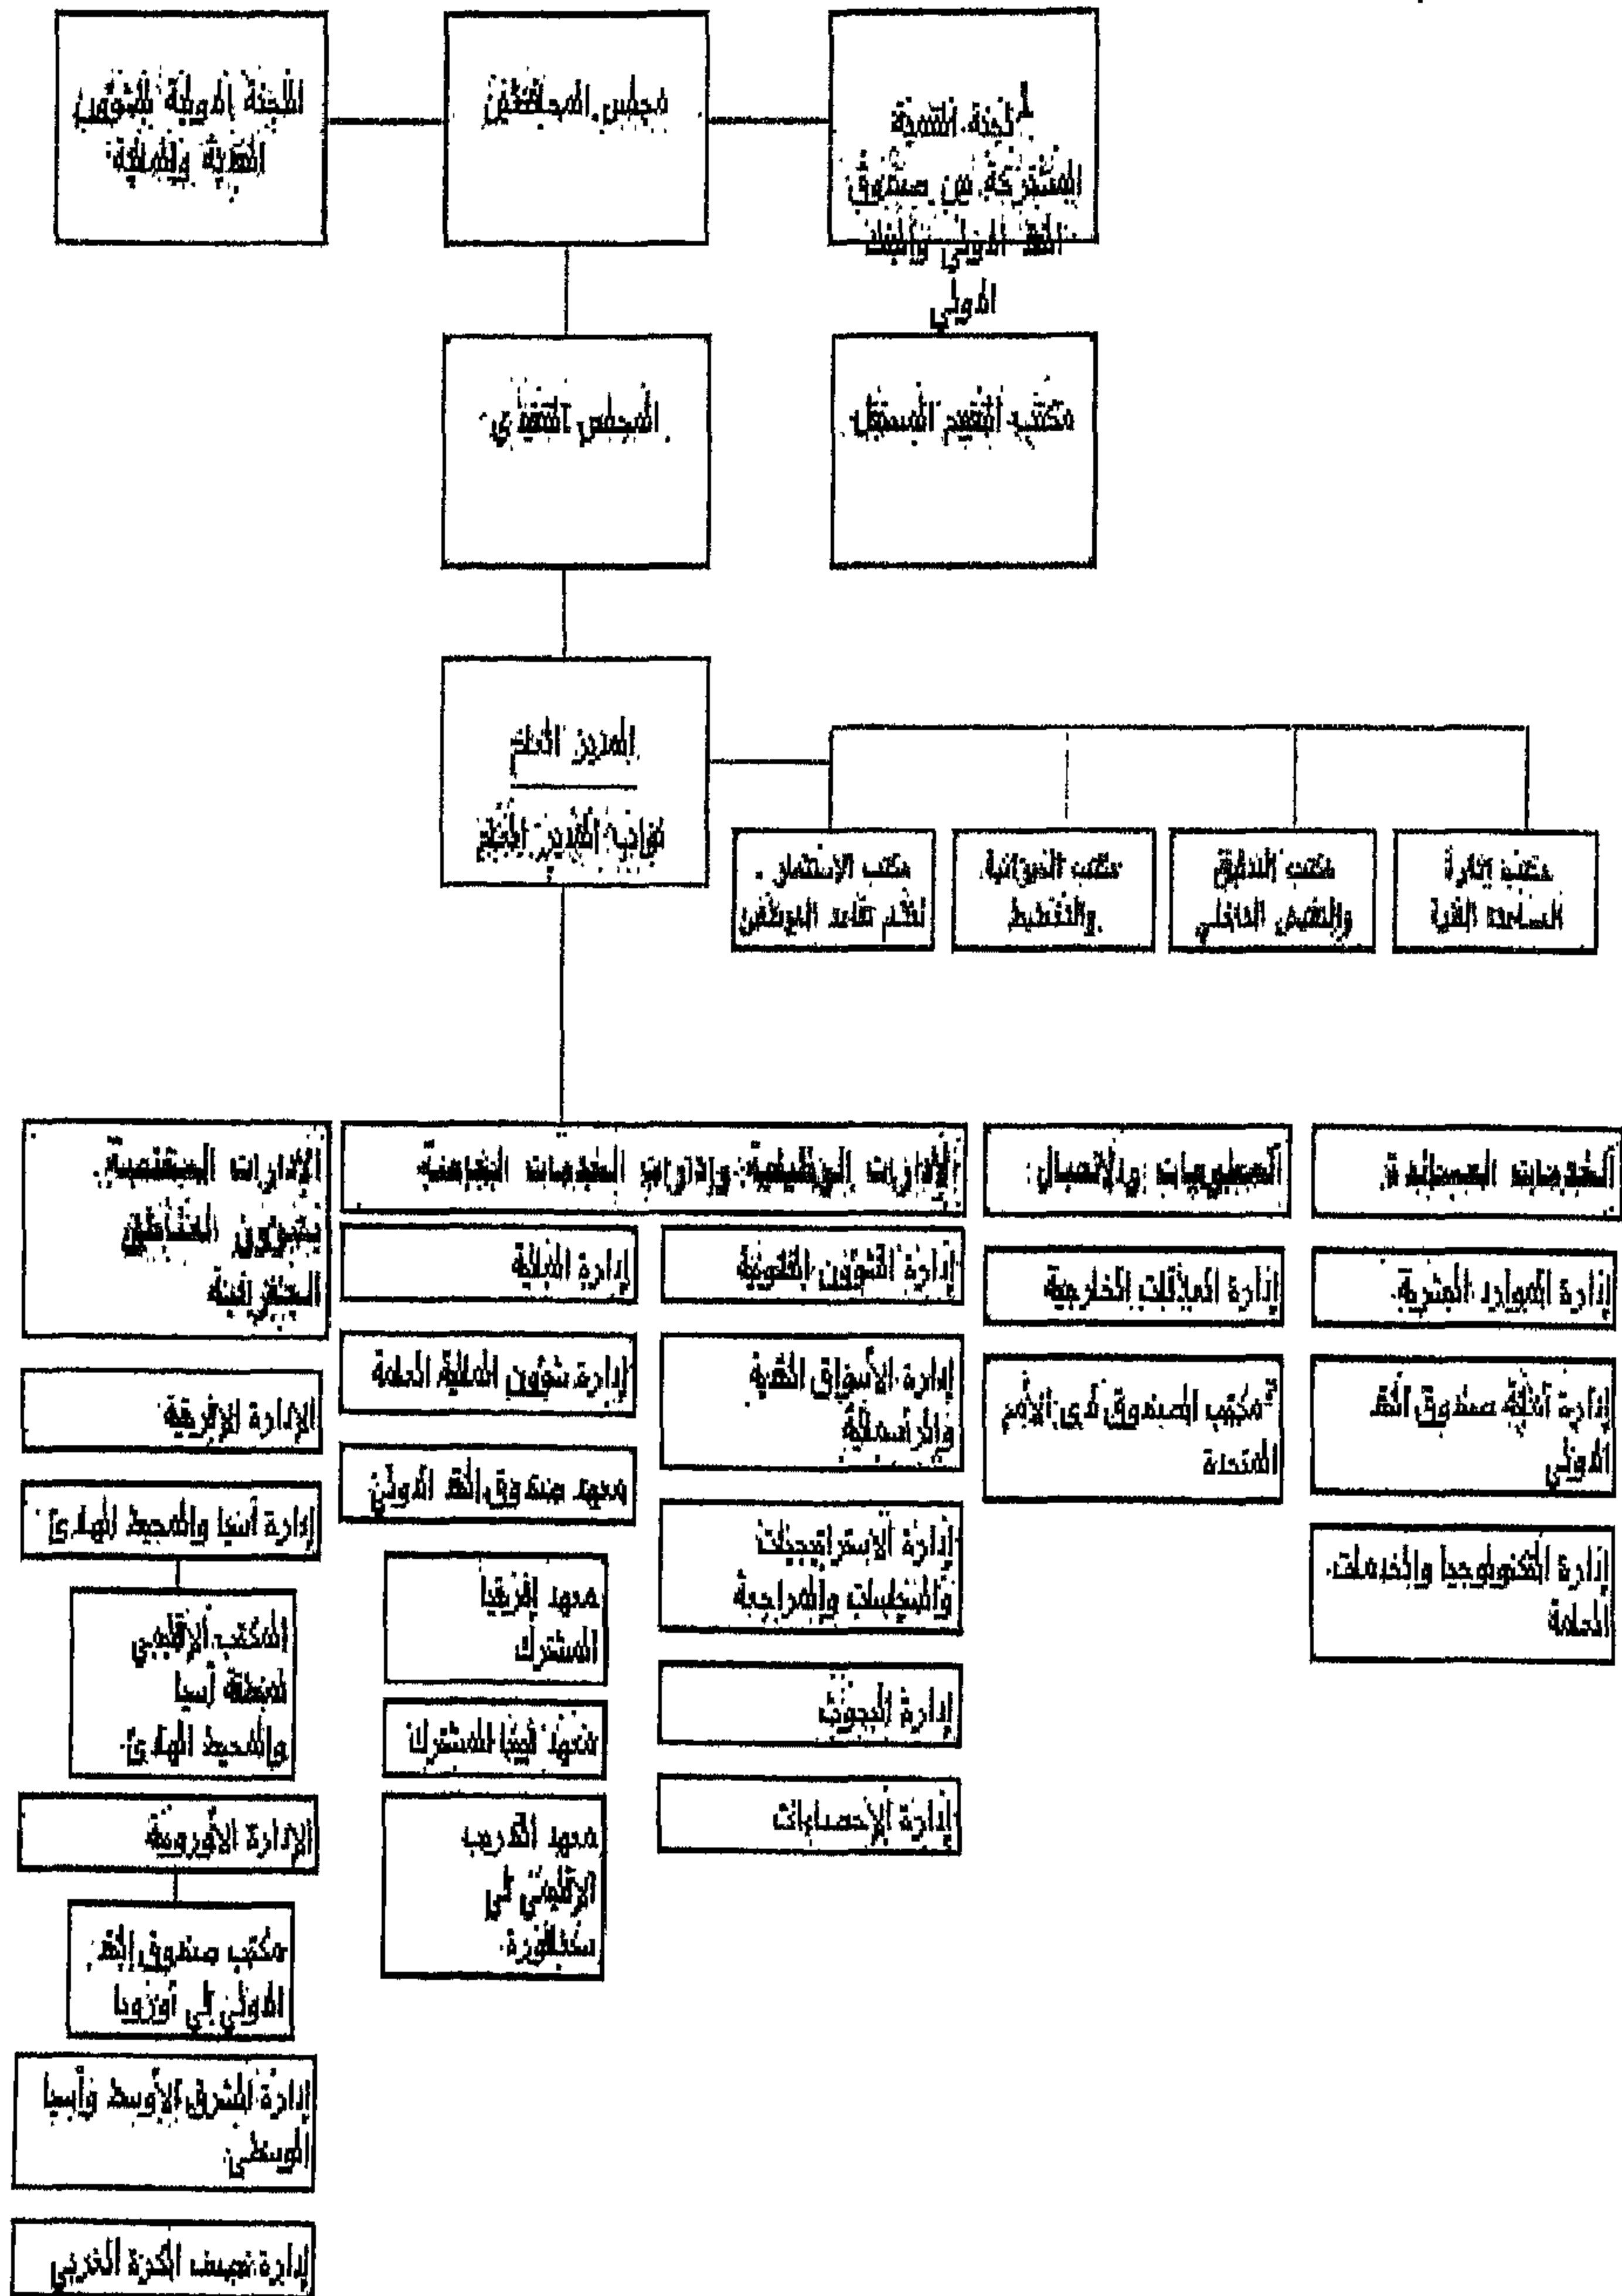 اللجنة الدولية للشؤون
النقدية والمالية
مجلس المحافظين
لجنة التنمية
المشتركة من صندوق
النقد الدولي والبنك
الدولي
المجلس التنفيذي
مكتب التقييم المستقل
المدير العام
نواب المدير العام
مكتب الاستثمار -
نظم تقاعد الموظفين
مكتب الميزانية
والتخطيط
مكتب التدقيق
والتفتيش الداخلي
مكتب إدارة
المساعدة الفنية
الإدارات المختصة
بشؤون المناطق
الجغرافية
الإدارة الإفريقية
إدارة آسيا والمحيط الهادئ
المكتب الإقليمي
لمنطقة آسيا
والمحيط الهادئ
الإدارة الأوروبية
مكتب صندوق النقد
الدولي في أوروبا
إدارة الشرق الأوسط وآسيا
الوسطى
إدارة نصف الكرة الغربي
الإدارات الوظيفية وإدارات الخدمات الخاصة
إدارة المالية
إدارة شؤون المالية العامة
معهد صندوق النقد الدولي
معهد إفريقيا
المشترك
معهد فيينا المشترك
معهد التدريب
الإقليمي في
سنغافورة
إدارة الشؤون القانونية
إدارة الأسواق النقدية
والرأسمالية
إدارة الاستراتيجيات
والسياسات والمراجعة
إدارة البحوث
إدارة الإحصاءات
المعلومات والاتصال
إدارة العلاقات الخارجية
مكتب الصندوق لدى الأمم
المتحدة
الخدمات المساندة
إدارة الموارد البشرية
إدارة أمانة صندوق النقد
الدولي
إدارة التكنولوجيا والخدمات
العامة